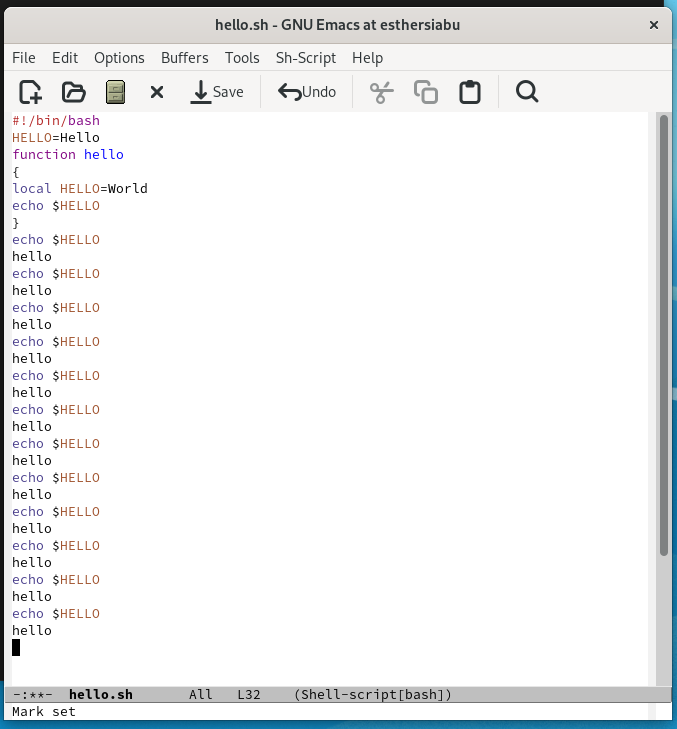 hello.sh - GNU Emacs at esthersiabu
File Edit Options Buffers Tools Sh-Script Help
Save Undo
#!/bin/bash
HELLO=Hello
function hello
{
local HELLO=World
echo $HELLO
}
echo $HELLO
hello
echo $HELLO
hello
echo $HELLO
hello
echo $HELLO
hello
echo $HELLO
hello
echo $HELLO
hello
echo $HELLO
hello
echo $HELLO
hello
echo $HELLO
hello
echo $HELLO
hello
echo $HELLO
hello
echo $HELLO
hello
-:**- hello.sh All L32 (Shell-script[bash])
Mark set